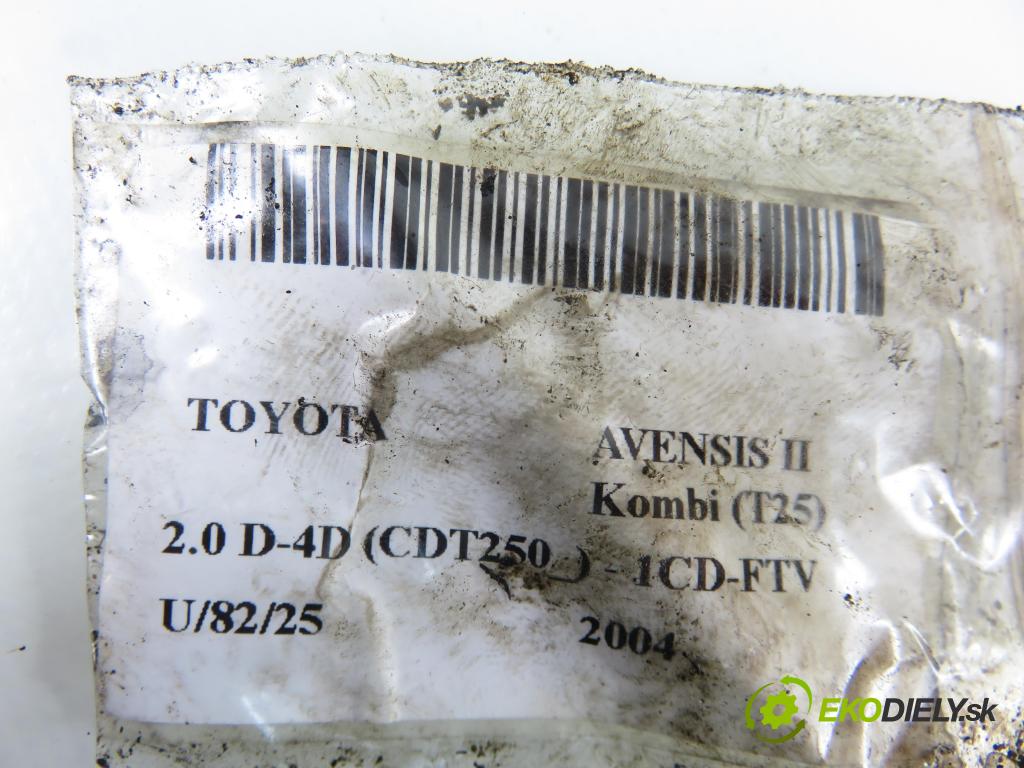 TOYOTA AVENSIS II
Kombi (T25)
2.0 D-4D (CDT250_) - 1CD-FTV
U/82/25 2004
EKODIELY.sk